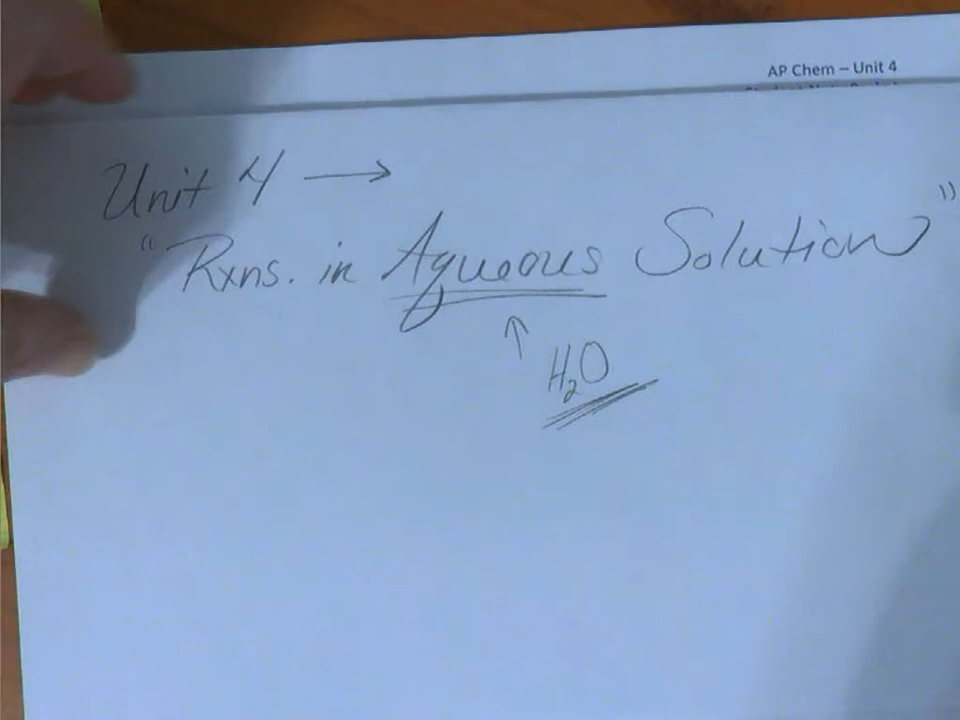 AP Chem – Unit 4
Unit 4 →
"Rxns. in Aqueous Solution"
↑
H₂O